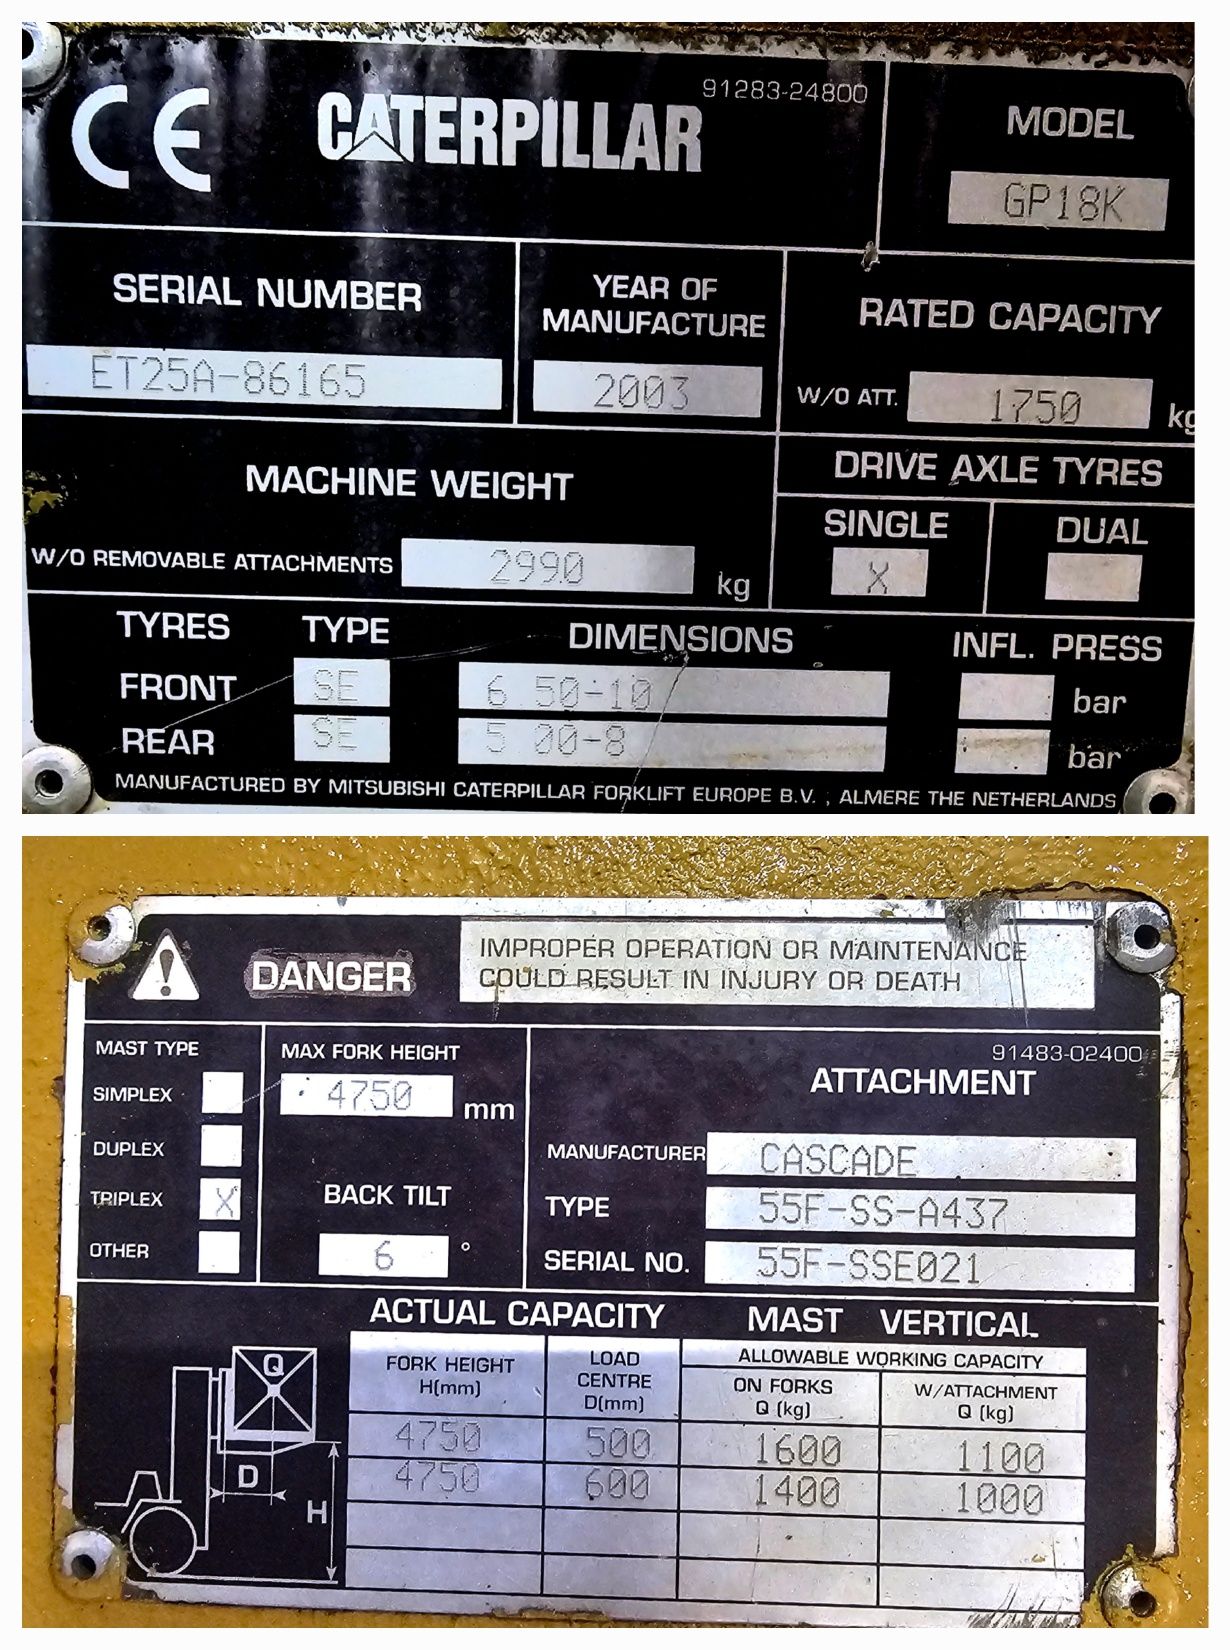 CE CATERPILLAR 91283-24800
MODEL
GP18K
SERIAL NUMBER
ET25A-86165
YEAR OF
MANUFACTURE
2003
RATED CAPACITY
W/O ATT. 1750 kg
MACHINE WEIGHT
W/O REMOVABLE ATTACHMENTS 2990 kg
DRIVE AXLE TYRES
SINGLE DUAL
X
TYRES TYPE DIMENSIONS INFL. PRESS
FRONT SE 6 50-10 bar
REAR SE 5 00-8 bar
MANUFACTURED BY MITSUBISHI CATERPILLAR FORKLIFT EUROPE B.V. , ALMERE THE NETHERLANDS
DANGER
IMPROPER OPERATION OR MAINTENANCE
COULD RESULT IN INJURY OR DEATH
MAST TYPE
SIMPLEX
DUPLEX
TRIPLEX X
OTHER
MAX FORK HEIGHT
4750 mm
BACK TILT
6 °
91483-02400
ATTACHMENT
MANUFACTURER CASCADE
TYPE 55F-SS-A437
SERIAL NO. 55F-SSE021
ACTUAL CAPACITY MAST VERTICAL
FORK HEIGHT
H(mm)
LOAD
CENTRE
D(mm)
ALLOWABLE WORKING CAPACITY
ON FORKS
Q (kg)
W/ATTACHMENT
Q (kg)
4750 500 1600 1100
4750 600 1400 1000
Q
D
H